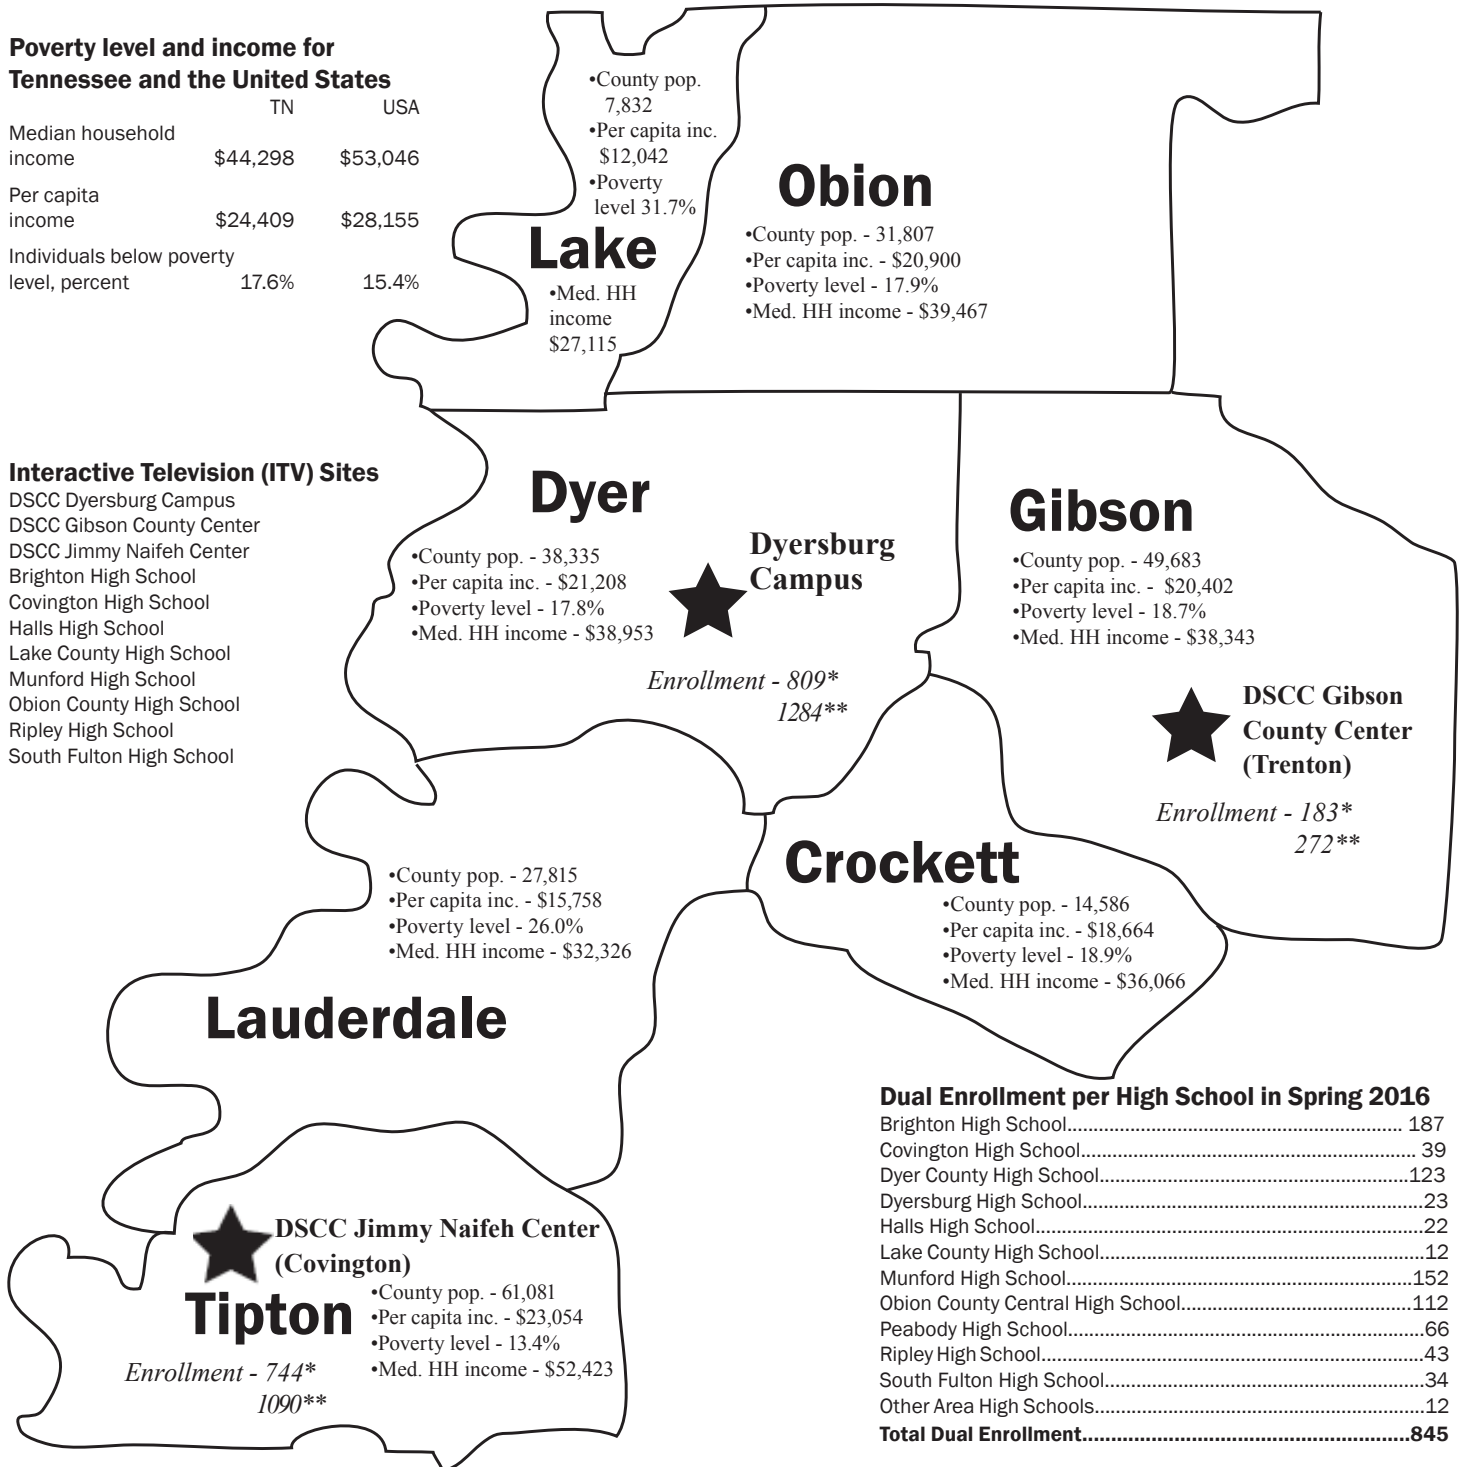 Poverty level and income for
Tennessee and the United States
TN USA
Median household
income $44,298 $53,046
Per capita
income $24,409 $28,155
Individuals below poverty
level, percent 17.6% 15.4%
•County pop.
7,832
•Per capita inc.
$12,042
•Poverty
level 31.7%
Lake
•Med. HH
income
$27,115
Obion
•County pop. - 31,807
•Per capita inc. - $20,900
•Poverty level - 17.9%
•Med. HH income - $39,467
Interactive Television (ITV) Sites
DSCC Dyersburg Campus
DSCC Gibson County Center
DSCC Jimmy Naifeh Center
Brighton High School
Covington High School
Halls High School
Lake County High School
Munford High School
Obion County High School
Ripley High School
South Fulton High School
Dyer
•County pop. - 38,335
•Per capita inc. - $21,208
•Poverty level - 17.8%
•Med. HH income - $38,953
Dyersburg
Campus
Enrollment - 809*
1284**
Gibson
•County pop. - 49,683
•Per capita inc. - $20,402
•Poverty level - 18.7%
•Med. HH income - $38,343
DSCC Gibson
County Center
(Trenton)
Enrollment - 183*
272**
Crockett
•County pop. - 14,586
•Per capita inc. - $18,664
•Poverty level - 18.9%
•Med. HH income - $36,066
•County pop. - 27,815
•Per capita inc. - $15,758
•Poverty level - 26.0%
•Med. HH income - $32,326
Lauderdale
DSCC Jimmy Naifeh Center
(Covington)
Tipton
•County pop. - 61,081
•Per capita inc. - $23,054
•Poverty level - 13.4%
•Med. HH income - $52,423
Enrollment - 744*
1090**
Dual Enrollment per High School in Spring 2016
Brighton High School..................................................... 187
Covington High School..................................................... 39
Dyer County High School.................................................123
Dyersburg High School......................................................23
Halls High School..............................................................22
Lake County High School....................................................12
Munford High School.......................................................152
Obion County Central High School.....................................112
Peabody High School.........................................................66
Ripley High School.............................................................43
South Fulton High School...................................................34
Other Area High Schools.....................................................12
Total Dual Enrollment........................................................845